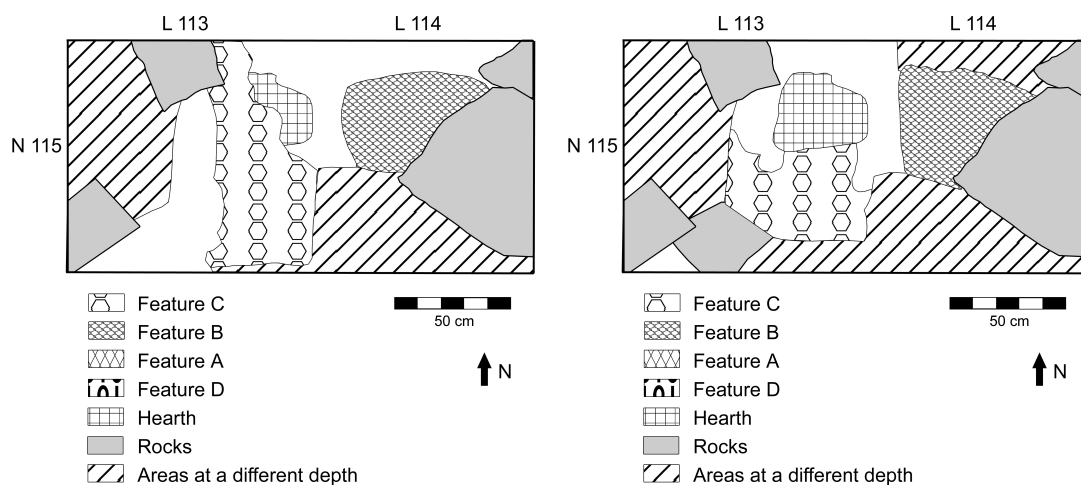 L 113 L 114
N 115
Feature C
50 cm
Feature B
Feature A
N
Feature D
Hearth
Rocks
Areas at a different depth
L 113 L 114
N 115
Feature C
50 cm
Feature B
Feature A
N
Feature D
Hearth
Rocks
Areas at a different depth